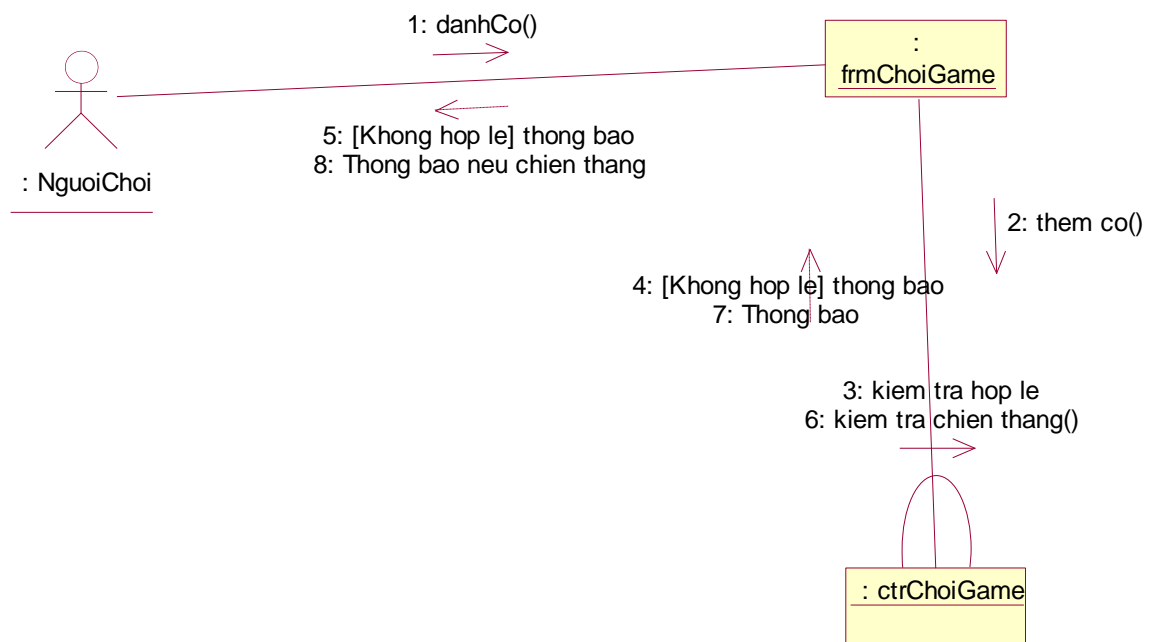 1: danhCo()
:
frmChoiGame
5: [Khong hop le] thong bao
8: Thong bao neu chien thang
: NguoiChoi
2: them co()
4: [Khong hop le] thong bao
7: Thong bao
3: kiem tra hop le
6: kiem tra chien thang()
: ctrChoiGame